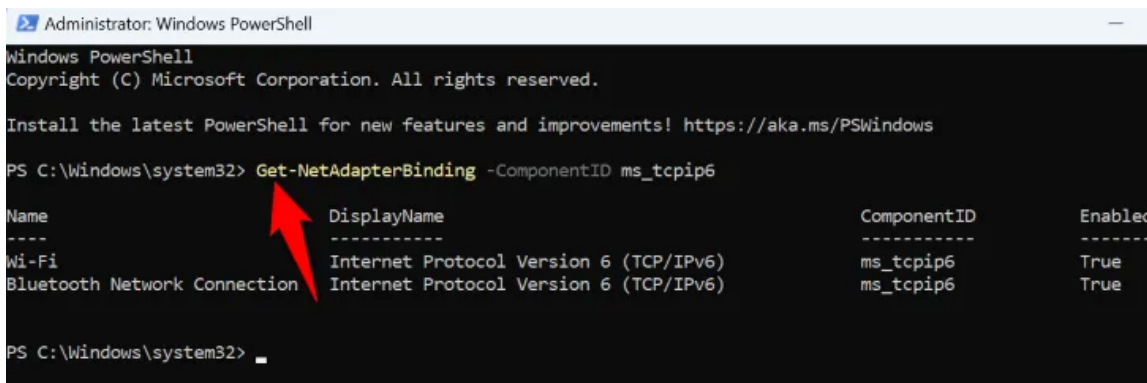 Administrator: Windows PowerShell
Windows PowerShell
Copyright (C) Microsoft Corporation. All rights reserved.
Install the latest PowerShell for new features and improvements! https://aka.ms/PSWindows
PS C:\Windows\system32> Get-NetAdapterBinding -ComponentID ms_tcpip6
Name DisplayName ComponentID Enabled
---- ----------- ----------- -------
Wi-Fi Internet Protocol Version 6 (TCP/IPv6) ms_tcpip6 True
Bluetooth Network Connection Internet Protocol Version 6 (TCP/IPv6) ms_tcpip6 True
PS C:\Windows\system32>